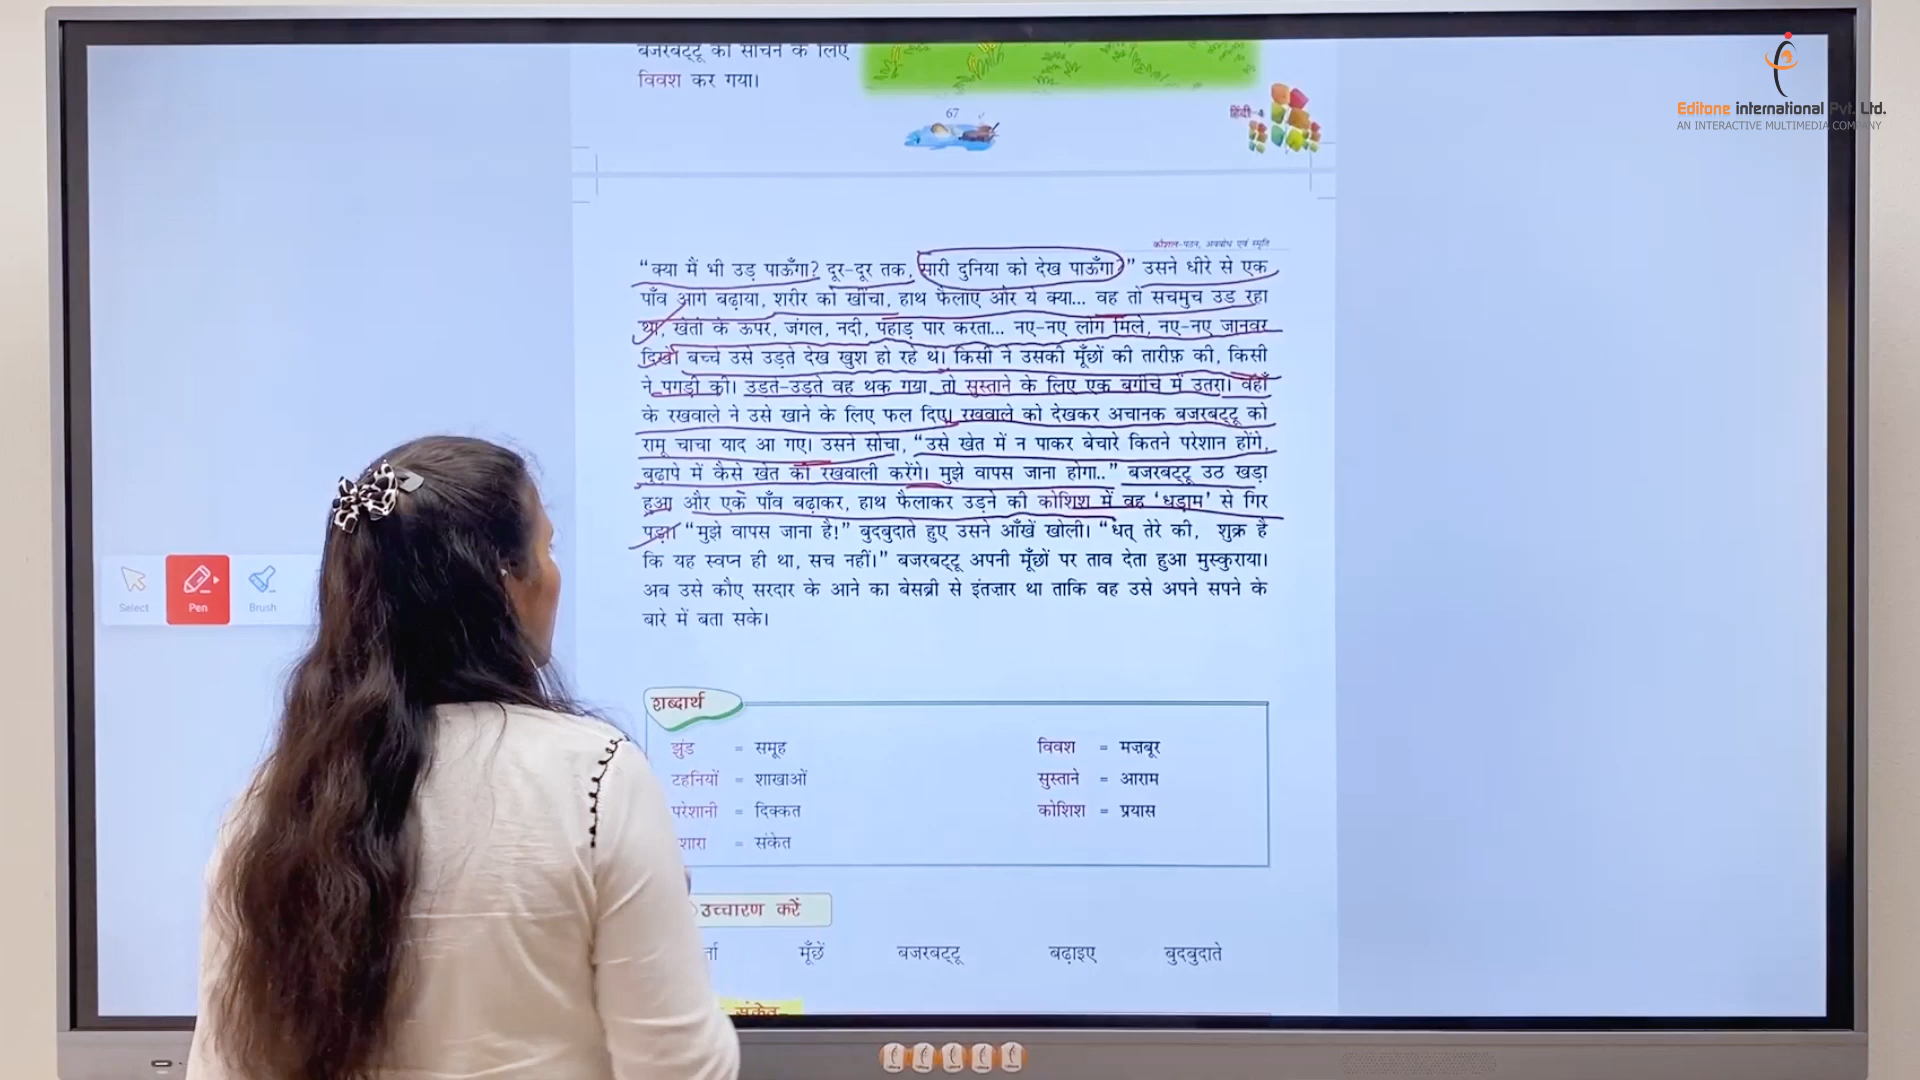 बजरबट्टू को सोचने के लिए
विवश कर गया।
67
हिंदी-4
Editone international Pvt. Ltd.
AN INTERACTIVE MULTIMEDIA COMPANY
कौशल-पठन, अवबोध एवं स्मृति
“क्या मैं भी उड़ पाऊँगा? दूर-दूर तक, सारी दुनिया को देख पाऊँगा?” उसने धीरे से एक
पाँव आगे बढ़ाया, शरीर को खींचा, हाथ फैलाए और ये क्या... वह तो सचमुच उड़ रहा
था, खेतों के ऊपर, जंगल, नदी, पहाड़ पार करता... नए-नए लोग मिले, नए-नए जानवर
दिखे। बच्चे उसे उड़ते देख खुश हो रहे थे। किसी ने उसकी मूँछों की तारीफ़ की, किसी
ने पगड़ी की। उड़ते-उड़ते वह थक गया, तो सुस्ताने के लिए एक बगीचे में उतरा। वहाँ
के रखवाले ने उसे खाने के लिए फल दिए। रखवाले को देखकर अचानक बजरबट्टू को
रामू चाचा याद आ गए। उसने सोचा, “उसे खेत में न पाकर बेचारे कितने परेशान होंगे,
बुढ़ापे में कैसे खेत की रखवाली करेंगे। मुझे वापस जाना होगा..” बजरबट्टू उठ खड़ा
हुआ और एक पाँव बढ़ाकर, हाथ फैलाकर उड़ने की कोशिश में वह ‘धड़ाम’ से गिर
पड़ा। “मुझे वापस जाना है!” बुदबुदाते हुए उसने आँखें खोली। “धत् तेरे की, शुक्र है
कि यह स्वप्न ही था, सच नहीं।” बजरबट्टू अपनी मूँछों पर ताव देता हुआ मुस्कुराया।
अब उसे कौए सरदार के आने का बेसब्री से इंतज़ार था ताकि वह उसे अपने सपने के
बारे में बता सके।
Select Pen Brush
शब्दार्थ
झुंड = समूह विवश = मजबूर
टहनियों = शाखाओं सुस्ताने = आराम
परेशानी = दिक्कत कोशिश = प्रयास
= संकेत
उच्चारण करें
मूँछें बजरबट्टू बढ़ाइए बुदबुदाते
संकेत-